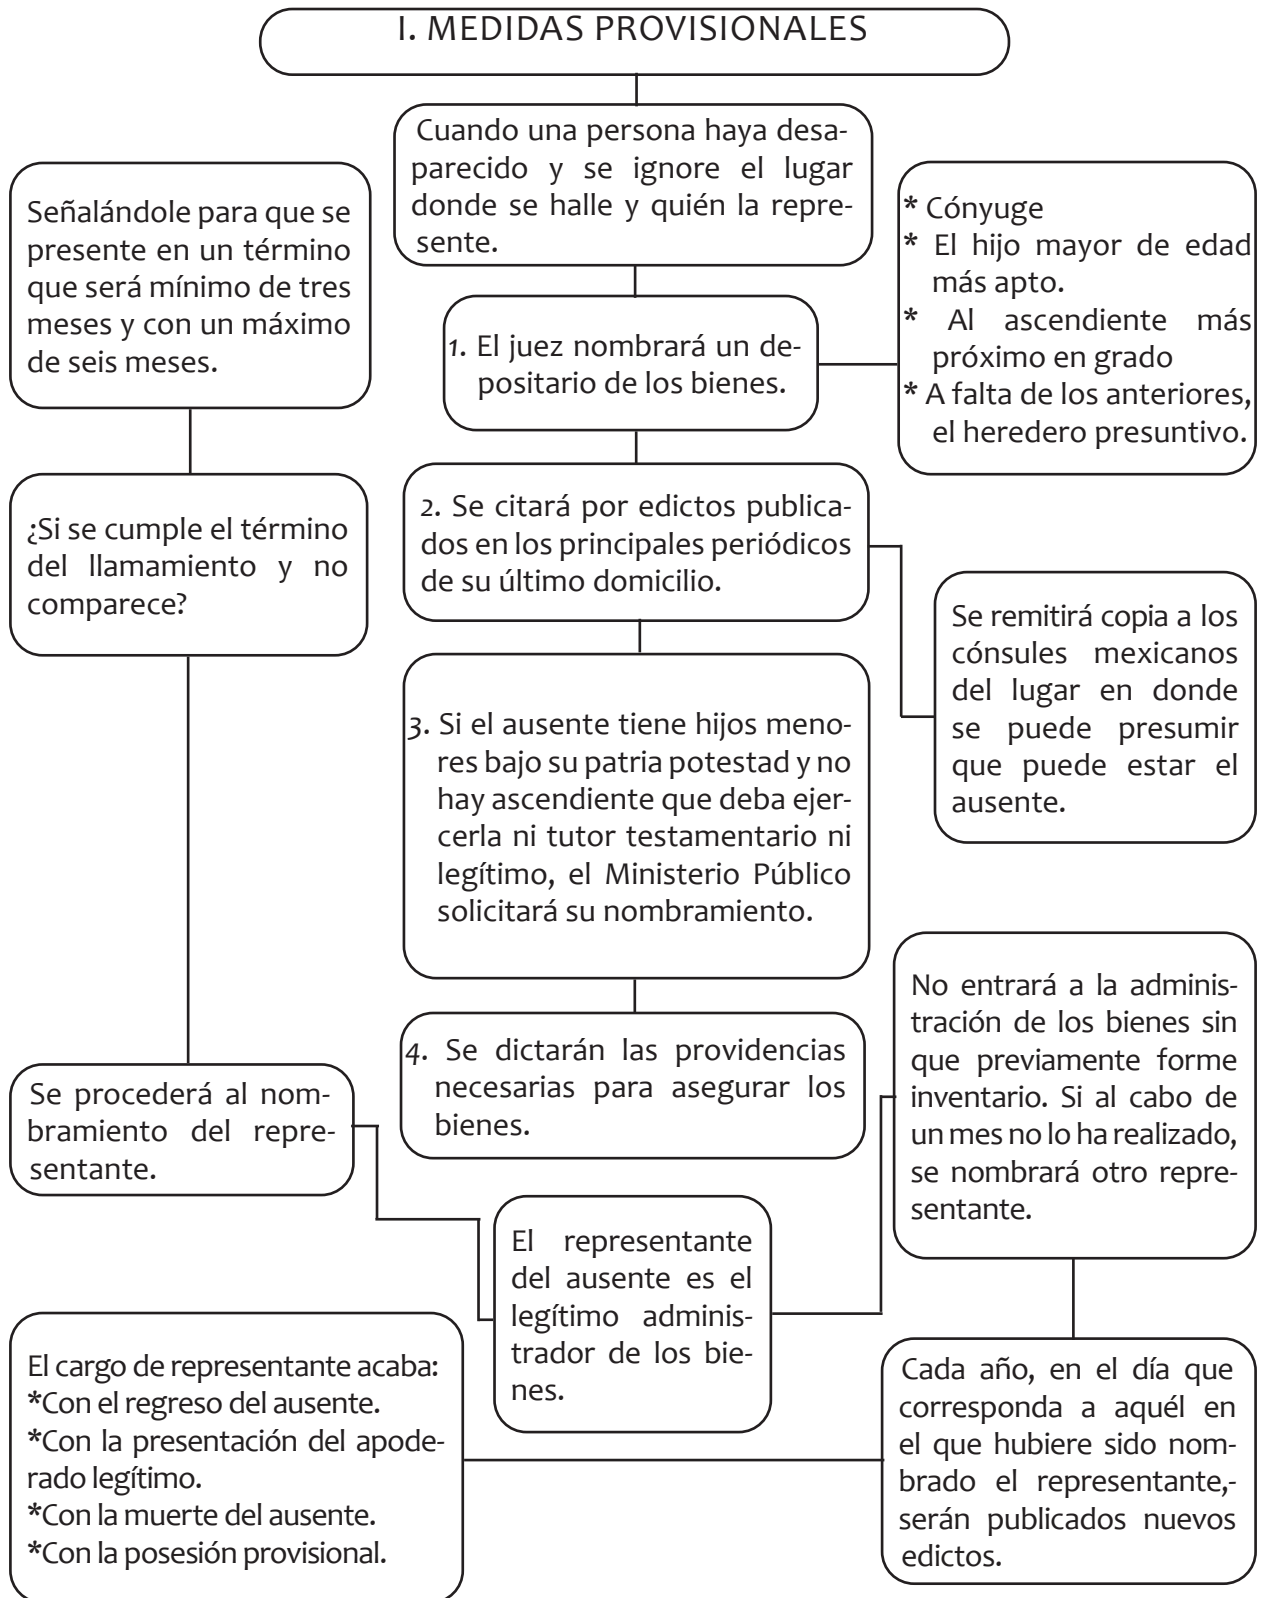 I. MEDIDAS PROVISIONALES
Cuando una persona haya desa-
parecido y se ignore el lugar
donde se halle y quién la repre-
sente.
Señalándole para que se
presente en un término
que será mínimo de tres
meses y con un máximo
de seis meses.
* Cónyuge
* El hijo mayor de edad
más apto.
* Al ascendiente más
próximo en grado
* A falta de los anteriores,
el heredero presuntivo.
1. El juez nombrará un de-
positario de los bienes.
¿Si se cumple el término
del llamamiento y no
comparece?
2. Se citará por edictos publica-
dos en los principales periódicos
de su último domicilio.
Se remitirá copia a los
cónsules mexicanos
del lugar en donde
se puede presumir
que puede estar el
ausente.
3. Si el ausente tiene hijos meno-
res bajo su patria potestad y no
hay ascendiente que deba ejer-
cerla ni tutor testamentario ni
legítimo, el Ministerio Público
solicitará su nombramiento.
4. Se dictarán las providencias
necesarias para asegurar los
bienes.
No entrará a la adminis-
tración de los bienes sin
que previamente forme
inventario. Si al cabo de
un mes no lo ha realizado,
se nombrará otro repre-
sentante.
Se procederá al nom-
bramiento del repre-
sentante.
El representante
del ausente es el
legítimo adminis-
trador de los bie-
nes.
El cargo de representante acaba:
*Con el regreso del ausente.
*Con la presentación del apode-
rado legítimo.
*Con la muerte del ausente.
*Con la posesión provisional.
Cada año, en el día que
corresponda a aquél en
el que hubiere sido nom-
brado el representante,-
serán publicados nuevos
edictos.